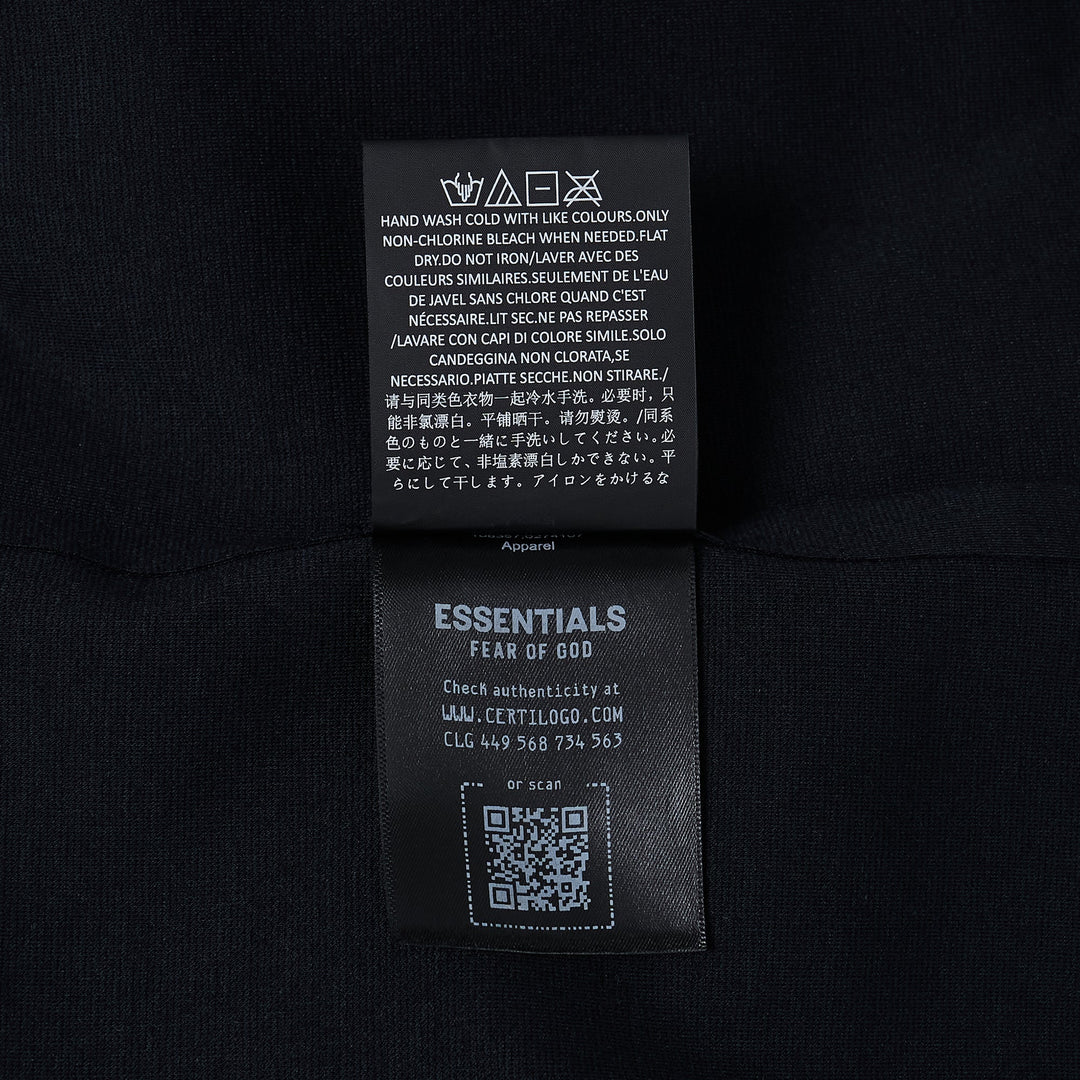 HAND WASH COLD WITH LIKE COLOURS.ONLY
NON-CHLORINE BLEACH WHEN NEEDED.FLAT
DRY.DO NOT IRON/LAVER AVEC DES
COULEURS SIMILAIRES.SEULEMENT DE L'EAU
DE JAVEL SANS CHLORE QUAND C'EST
NÉCESSAIRE.LIT SEC.NE PAS REPASSER
/LAVARE CON CAPI DI COLORE SIMILE.SOLO
CANDEGGINA NON CLORATA,SE
NECESSARIO.PIATTE SECCHE.NON STIRARE./
请与同类色衣物一起冷水手洗。必要时，只
能非氯漂白。平铺晒干。请勿熨烫。/同系
色のものと一緒に手洗いしてください。必
要に応じて、非塩素漂白しかできない。平
らにして干します。アイロンをかけるな
Apparel
ESSENTIALS
FEAR OF GOD
Check authenticity at
WWW.CERTILOGO.COM
CLG 449 568 734 563
or scan